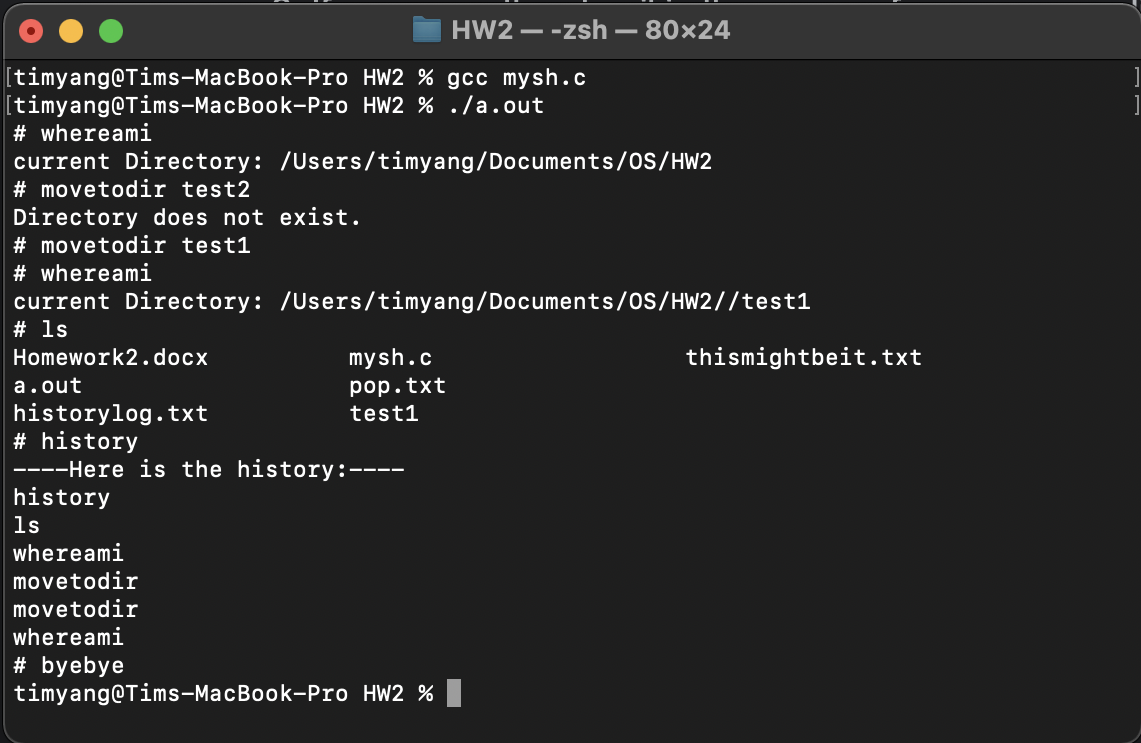 HW2 — -zsh — 80×24
[timyang@Tims-MacBook-Pro HW2 % gcc mysh.c ]
[timyang@Tims-MacBook-Pro HW2 % ./a.out ]
# whereami
current Directory: /Users/timyang/Documents/OS/HW2
# movetodir test2
Directory does not exist.
# movetodir test1
# whereami
current Directory: /Users/timyang/Documents/OS/HW2//test1
# ls
Homework2.docx mysh.c thismightbeit.txt
a.out pop.txt
historylog.txt test1
# history
----Here is the history:----
history
ls
whereami
movetodir
movetodir
whereami
# byebye
timyang@Tims-MacBook-Pro HW2 %